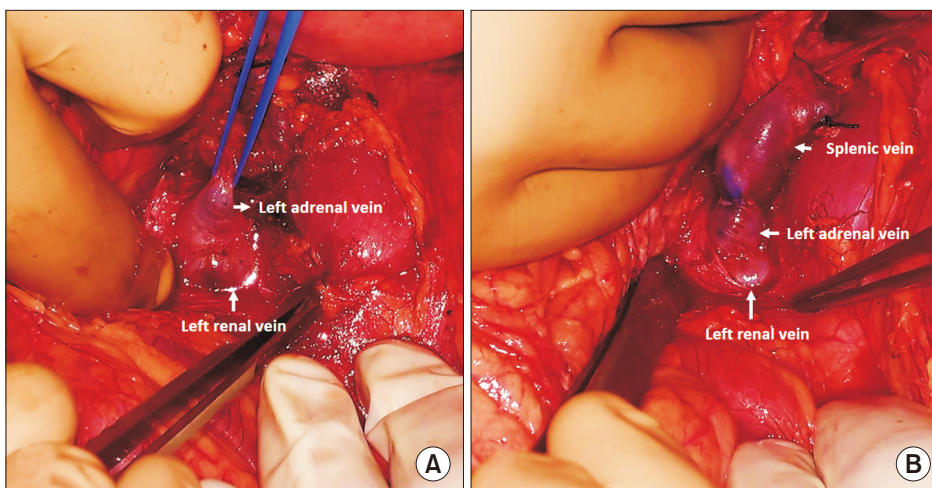 Left adrenal vein
Left renal vein
A
Splenic vein
Left adrenal vein
Left renal vein
B